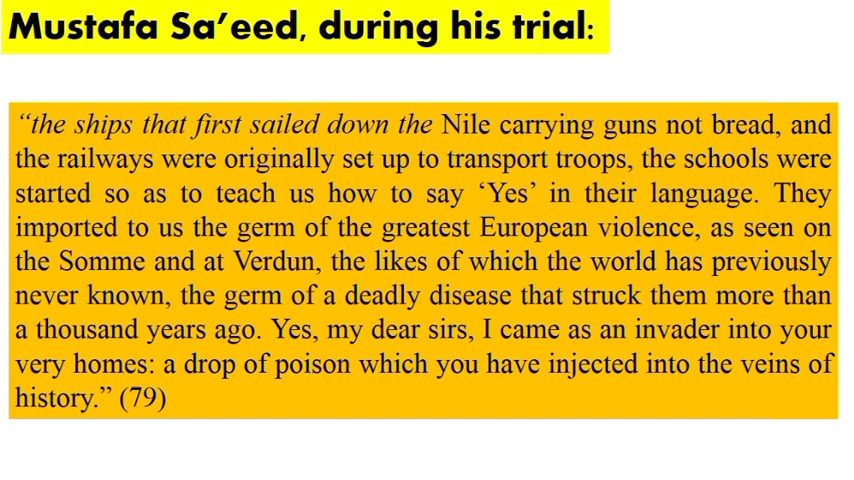 Mustafa Sa’eed, during his trial:
“the ships that first sailed down the Nile carrying guns not bread, and
the railways were originally set up to transport troops, the schools were
started so as to teach us how to say ‘Yes’ in their language. They
imported to us the germ of the greatest European violence, as seen on
the Somme and at Verdun, the likes of which the world has previously
never known, the germ of a deadly disease that struck them more than
a thousand years ago. Yes, my dear sirs, I came as an invader into your
very homes: a drop of poison which you have injected into the veins of
history.” (79)